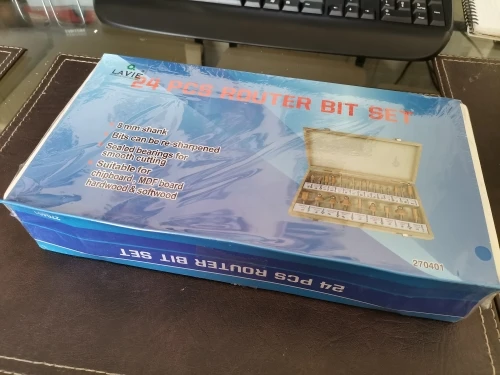 LAVIE
24 PCS ROUTER BIT SET
8 mm shank
Bits can be re-sharpened
Sealed bearings for
smooth cutting
Suitable for
chipboard, MDF board
hardwood & softwood
270401
24 PCS ROUTER BIT SET